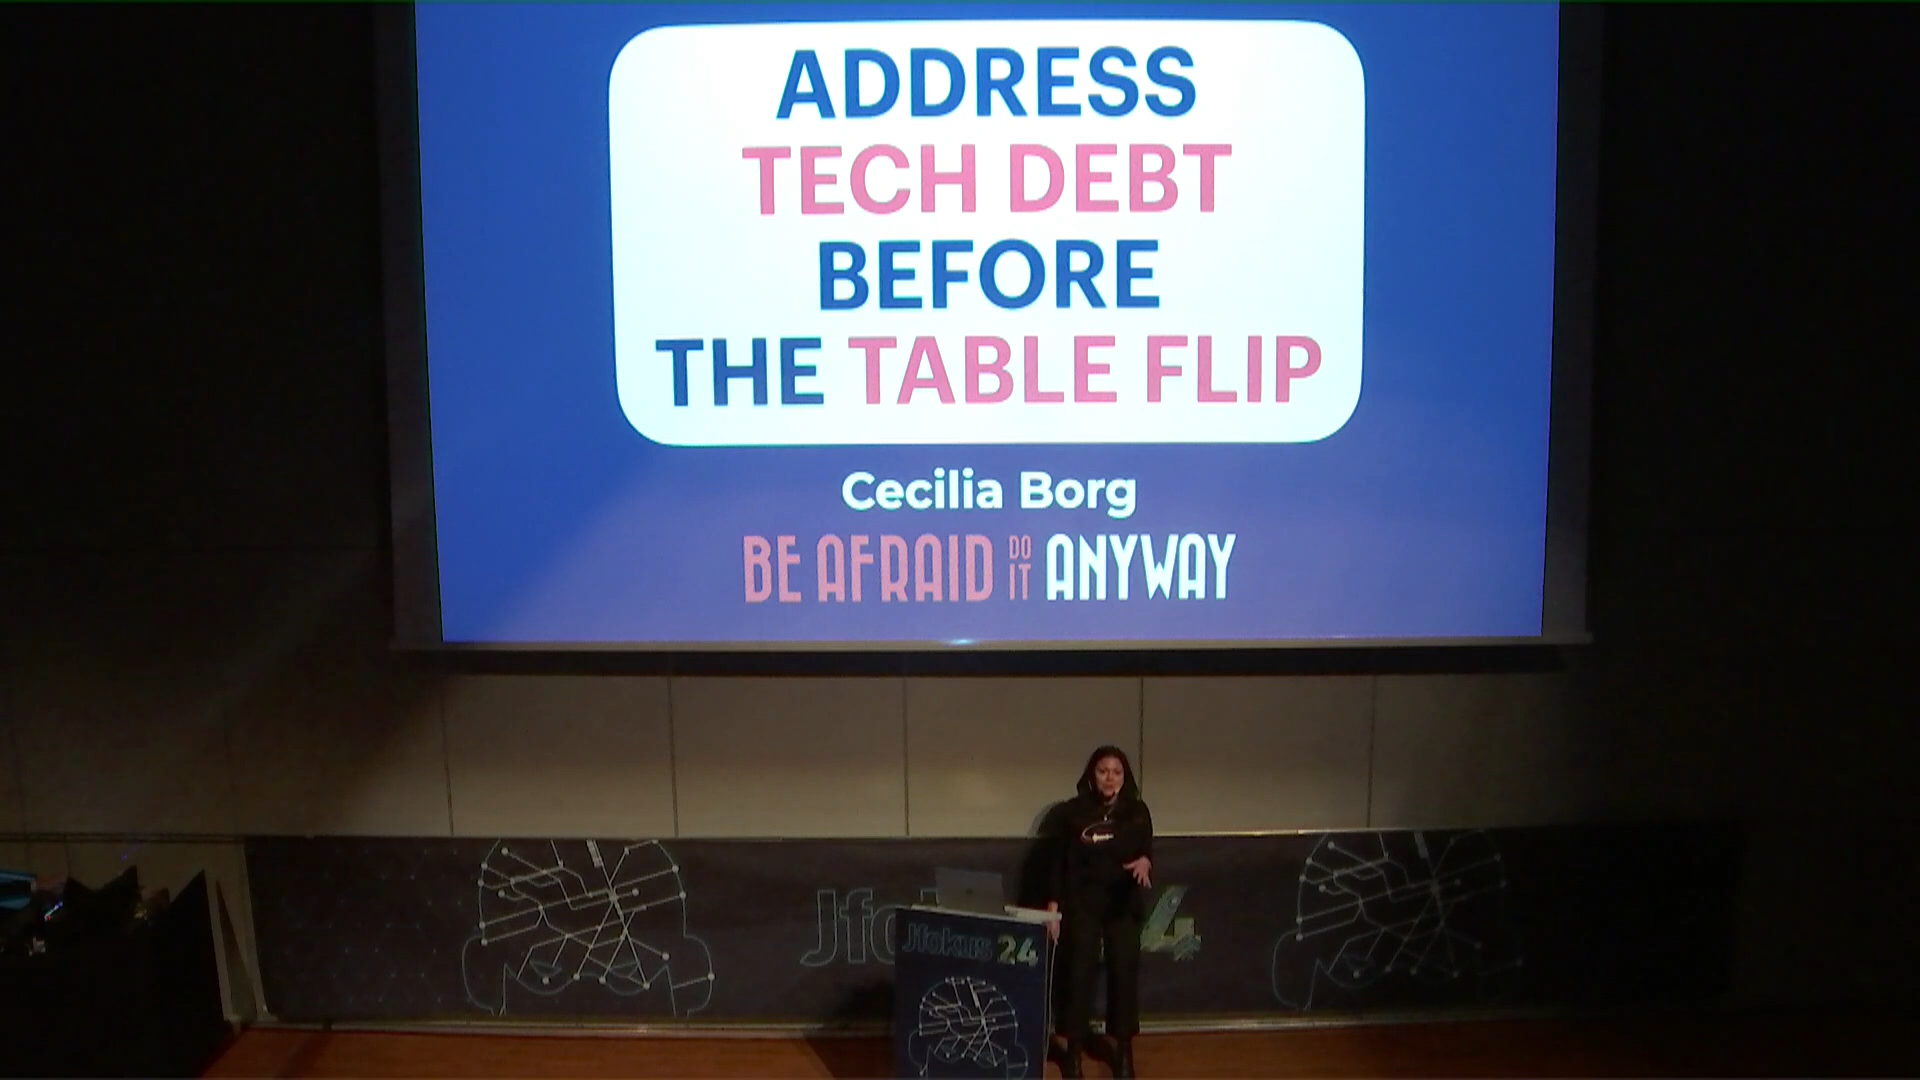 ADDRESS
TECH DEBT
BEFORE
THE TABLE FLIP
Cecilia Borg
BE AFRAID DO IT ANYWAY
Jfokus 24